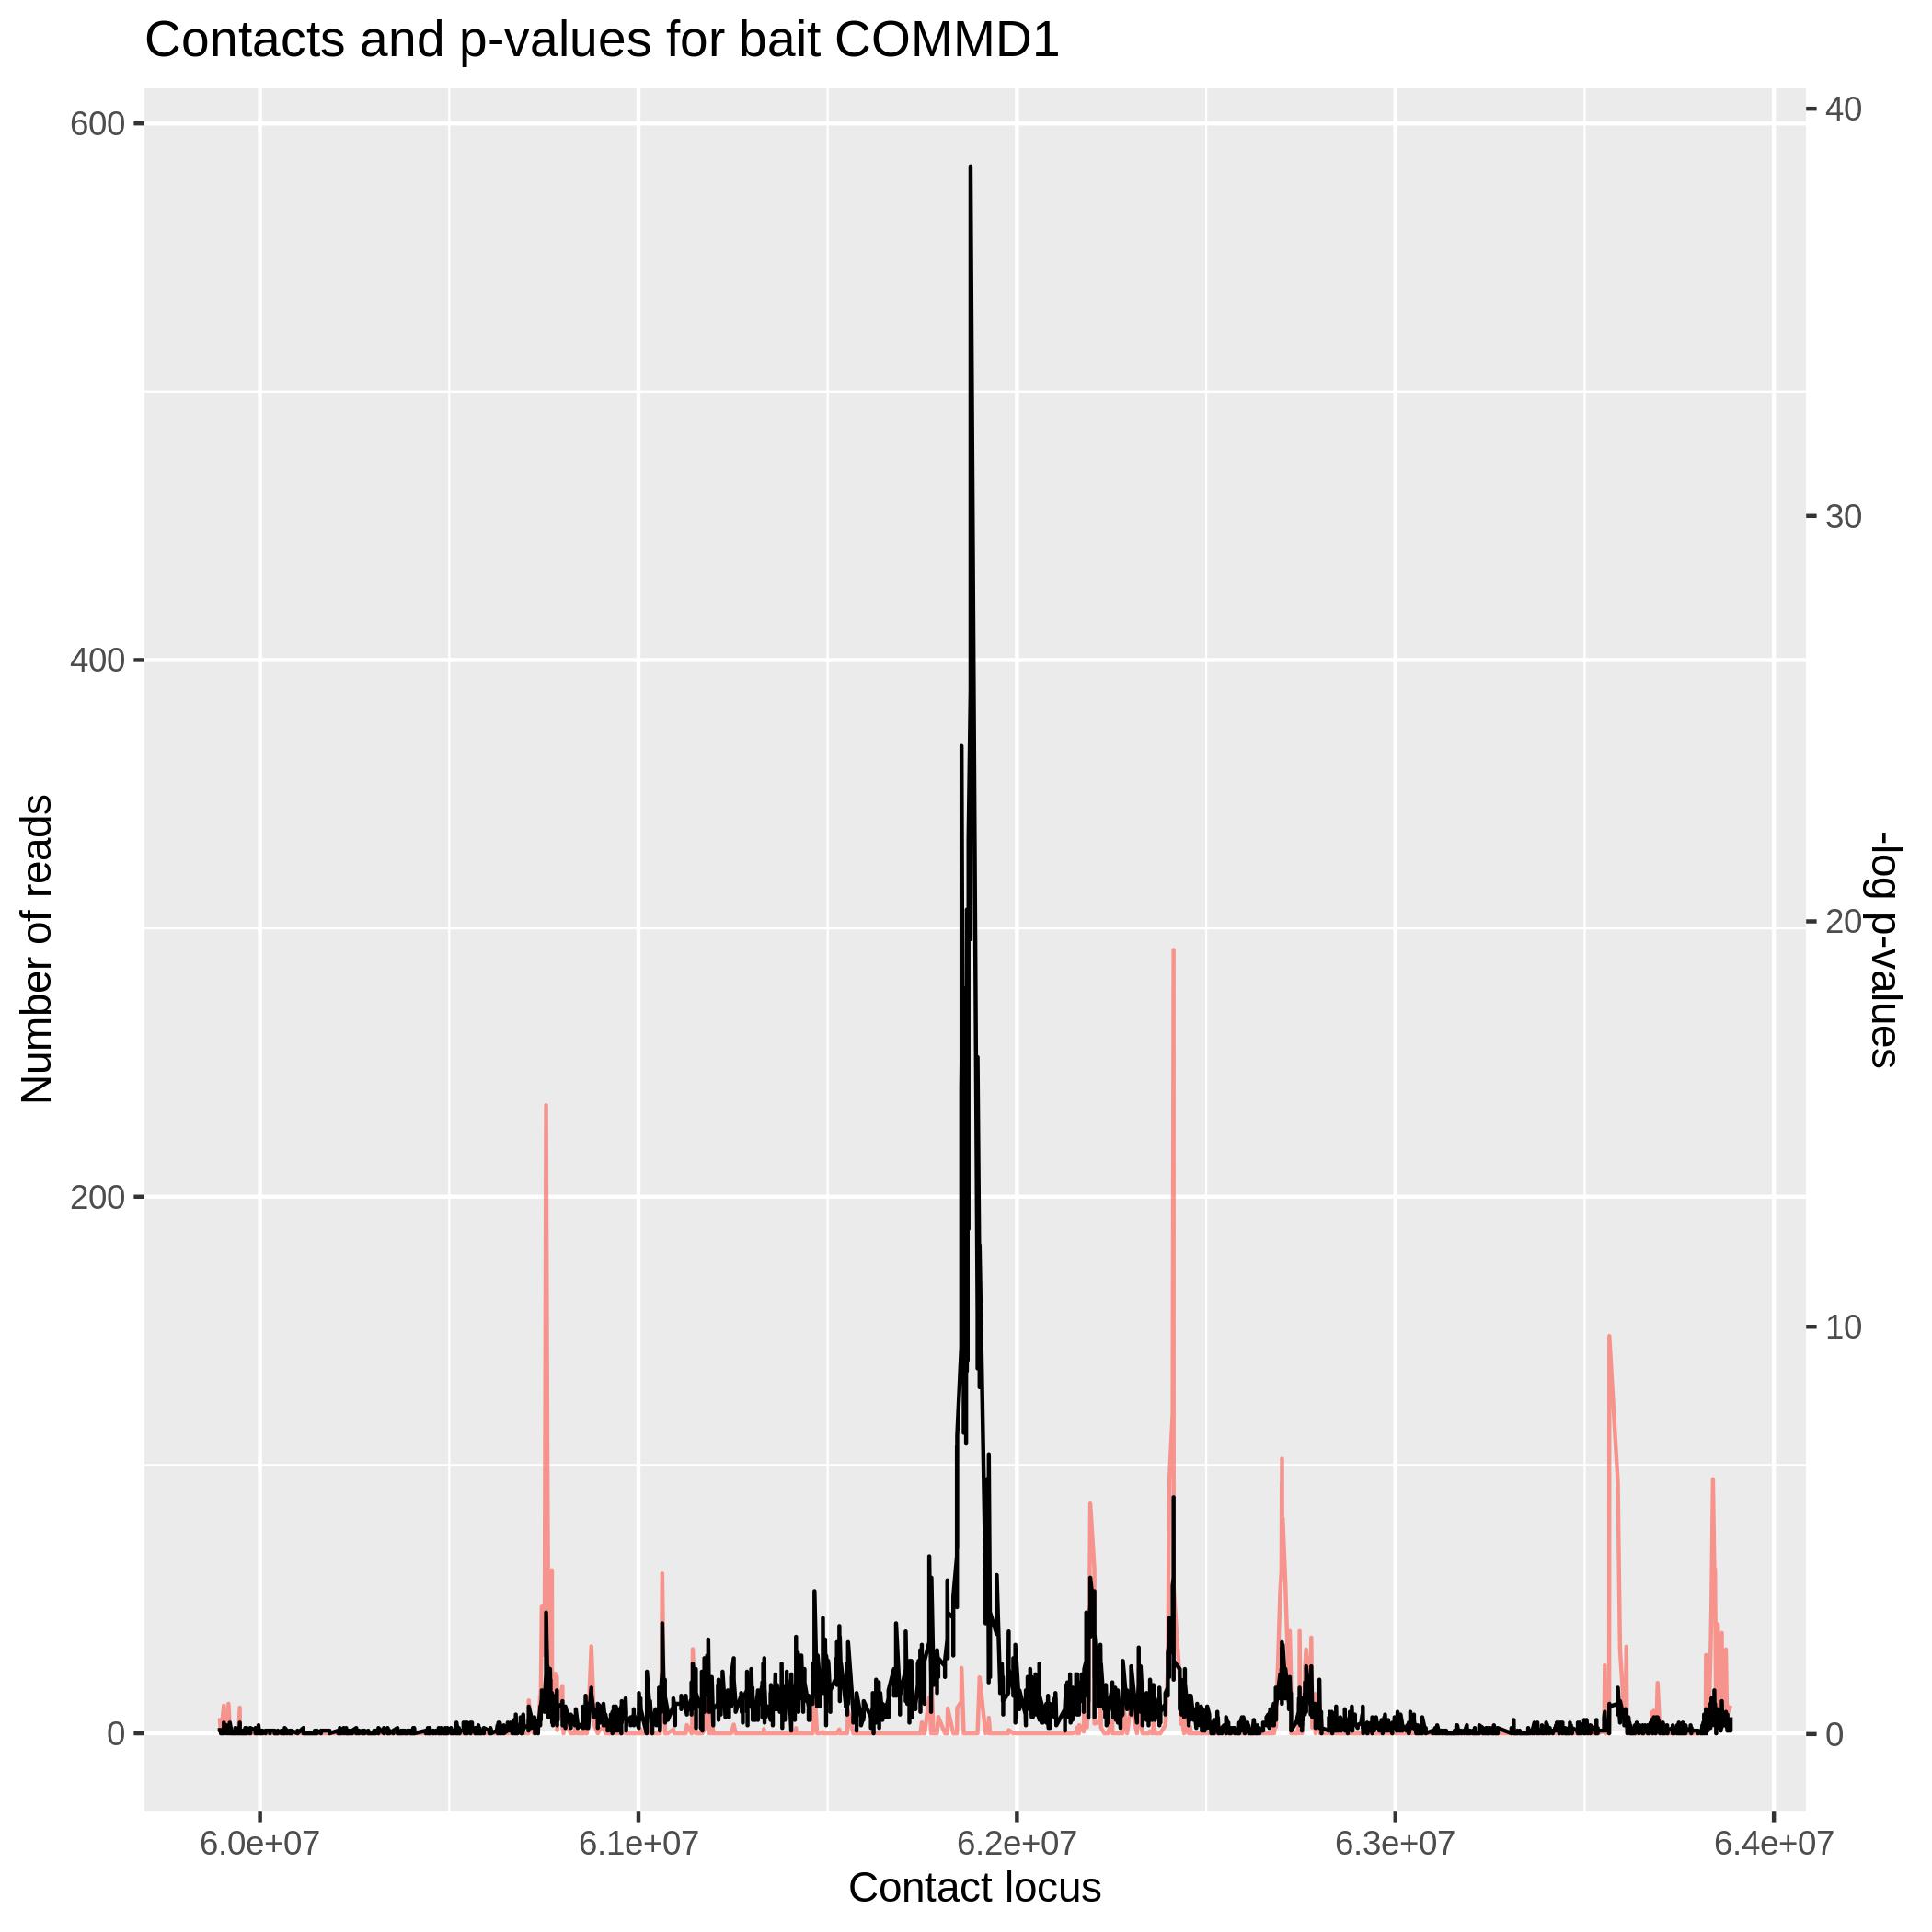 Contacts and p-values for bait COMMD1
600
400
200
0
Number of reads
40
30
20
10
0
-log p-values
6.0e+07
6.1e+07
6.2e+07
6.3e+07
6.4e+07
Contact locus